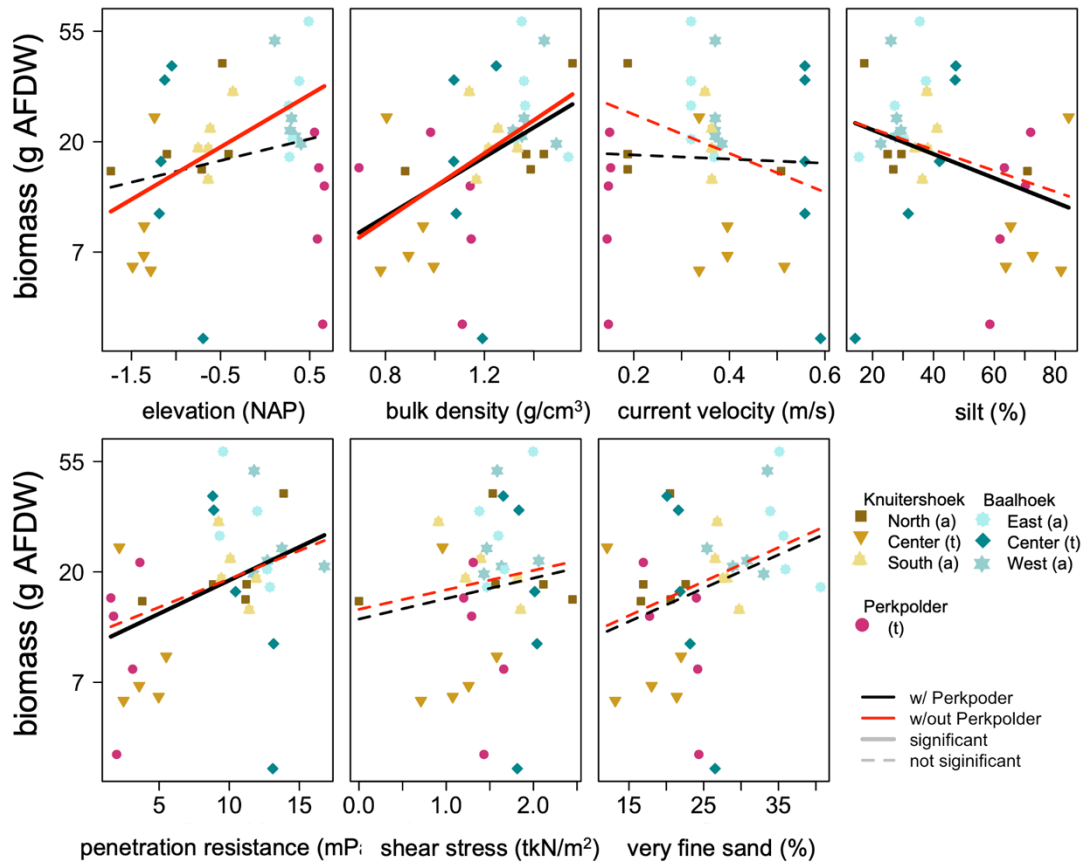 biomass (g AFDW)
55
20
7
-1.5 -0.5 0.5
0.8 1.2
0.2 0.4 0.6
20 40 60 80
elevation (NAP)
bulk density (g/cm³)
current velocity (m/s)
silt (%)
biomass (g AFDW)
55
20
7
5 10 15
0.0 1.0 2.0
15 25 35
penetration resistance (mPa
shear stress (tkN/m²)
very fine sand (%)
Knuitershoek
North (a)
Center (t)
South (a)
Baalhoek
East (a)
Center (t)
West (a)
Perkpolder
(t)
w/ Perkpoder
w/out Perkpolder
significant
not siginificant